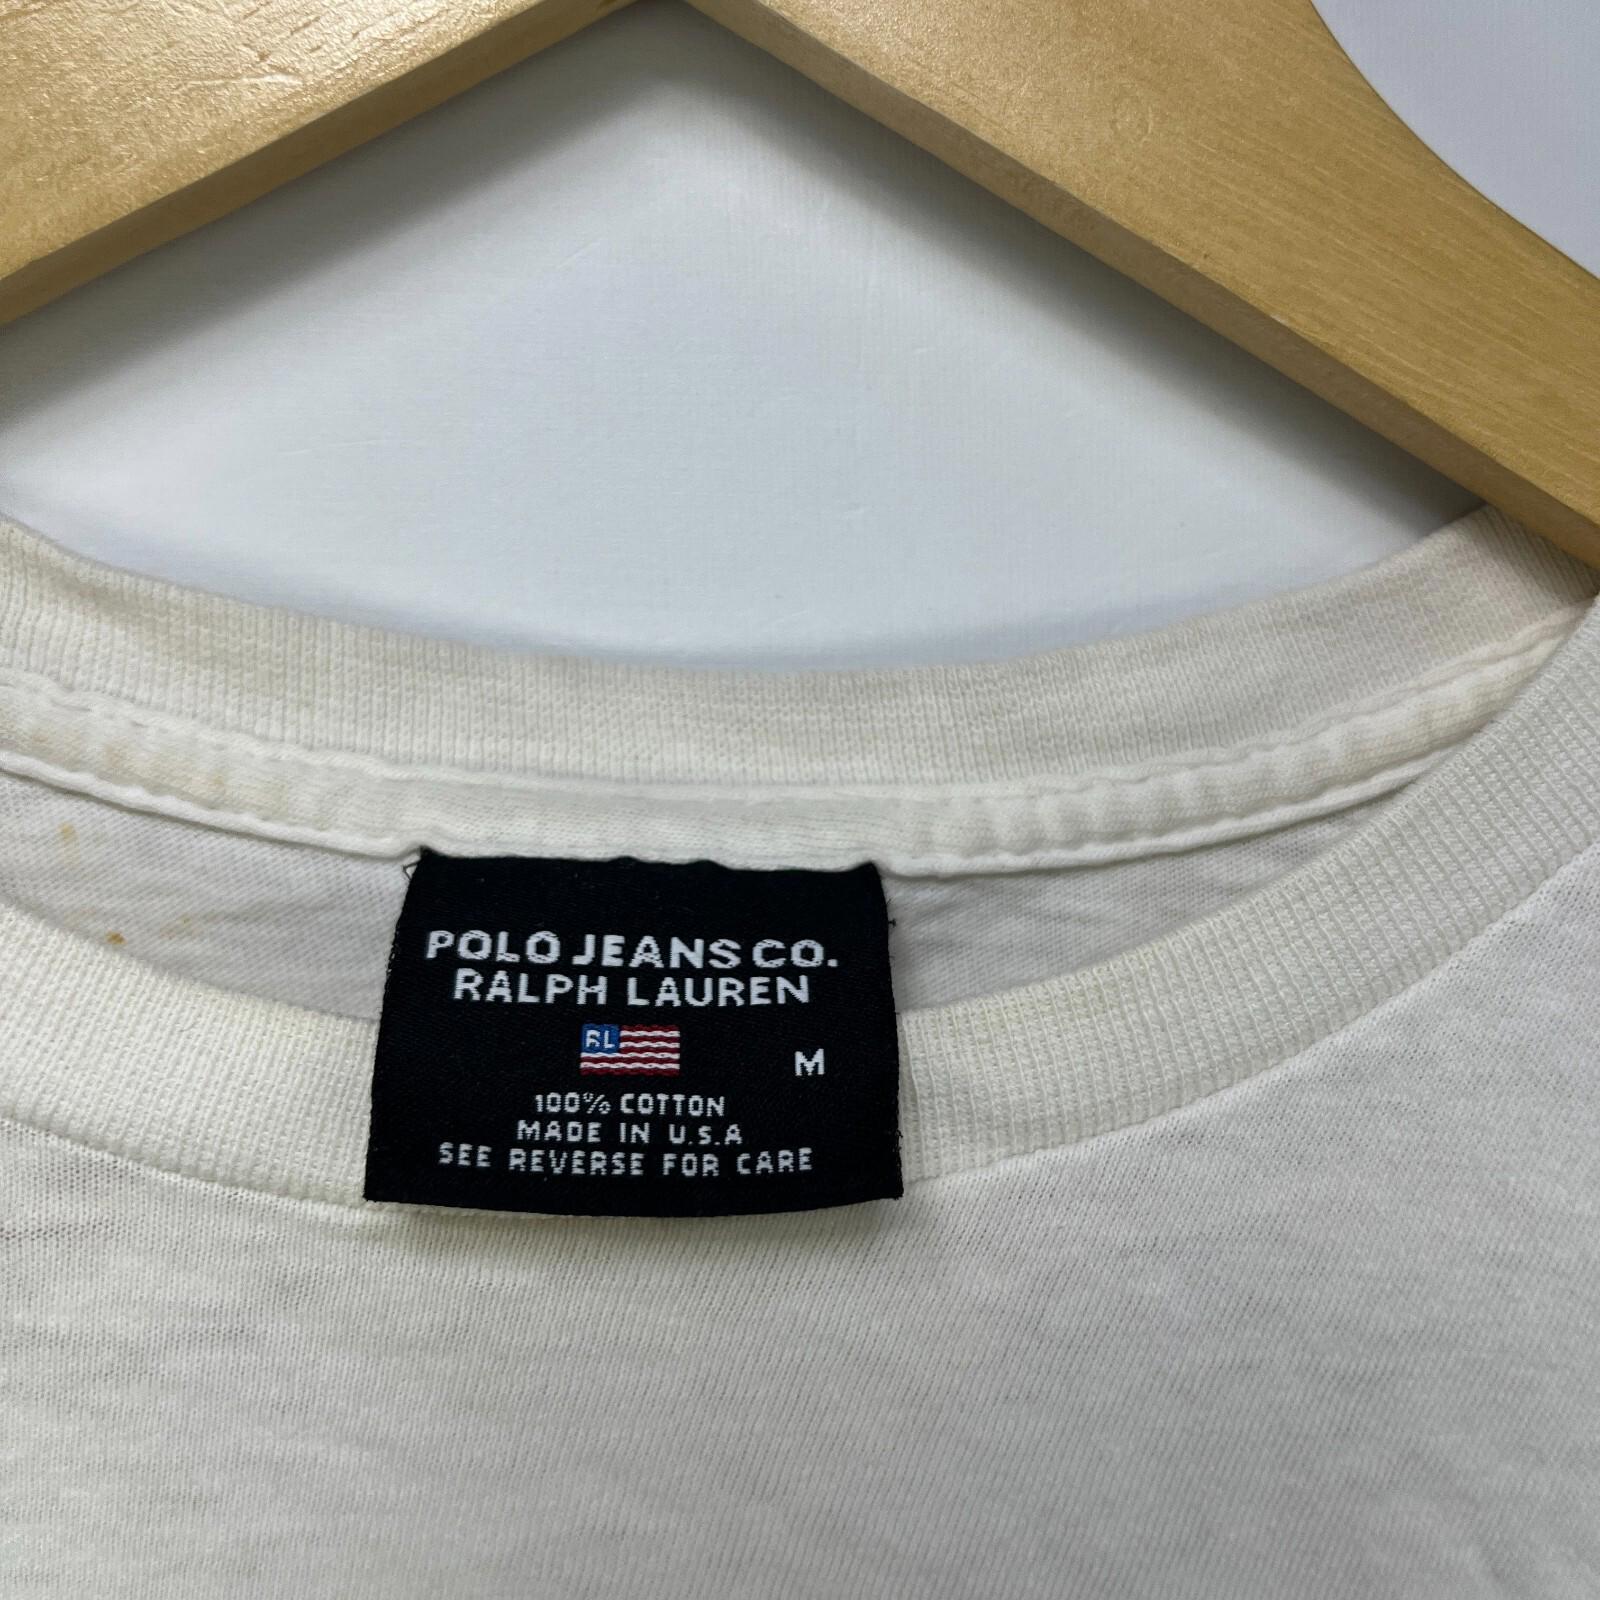 POLO JEANS CO.
RALPH LAUREN
RL
M
100% COTTON
MADE IN U.S.A
SEE REVERSE FOR CARE